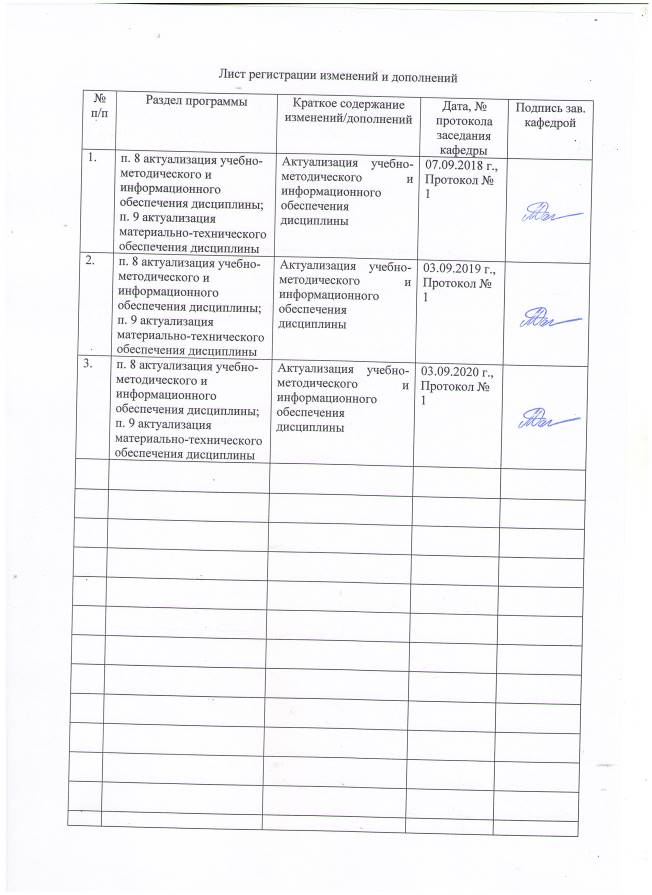 Лист регистрации изменений и дополнений
№
п/п
Раздел программы
Краткое содержание
изменений/дополнений
Дата, №
протокола
заседания
кафедры
Подпись зав.
кафедрой
1.
п. 8 актуализация учебно-
методического и
информационного
обеспечения дисциплины;
п. 9 актуализация
материально-технического
обеспечения дисциплины
Актуализация учебно-
методического и
информационного
обеспечения
дисциплины
07.09.2018 г.,
Протокол №
1
2.
п. 8 актуализация учебно-
методического и
информационного
обеспечения дисциплины;
п. 9 актуализация
материально-технического
обеспечения дисциплины
Актуализация учебно-
методического и
информационного
обеспечения
дисциплины
03.09.2019 г.,
Протокол №
1
3.
п. 8 актуализация учебно-
методического и
информационного
обеспечения дисциплины;
п. 9 актуализация
материально-технического
обеспечения дисциплины
Актуализация учебно-
методического и
информационного
обеспечения
дисциплины
03.09.2020 г.,
Протокол №
1